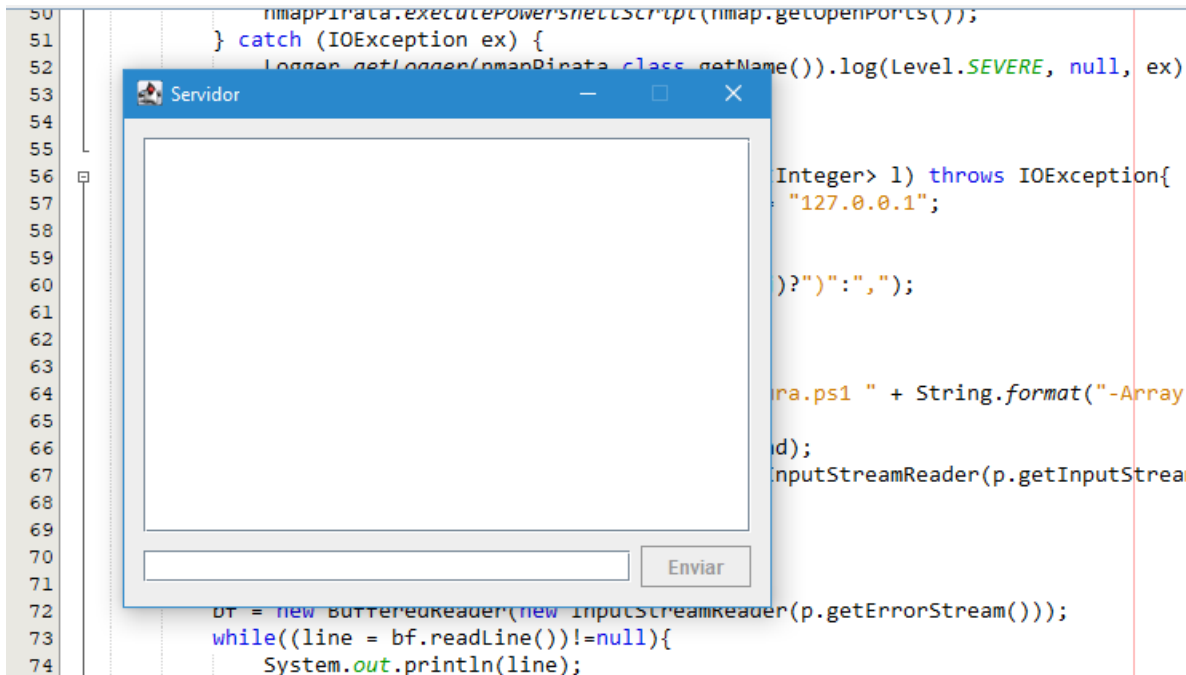 50 nmapPirata.executePowershellScript(nmap.getOpenPorts());
51 } catch (IOException ex) {
52 Logger.getLogger(nmapPirata.class.getName()).log(Level.SEVERE, null, ex)
53
Servidor
54
55
56 Integer> l) throws IOException{
57 = "127.0.0.1";
58
59
60 )?")":",");
61
62
63
64 ra.ps1 " + String.format("-Array
65
66 d);
67 InputStreamReader(p.getInputStrea
68
69
70
Enviar
71
72 bf = new BufferedReader(new InputStreamReader(p.getErrorStream()));
73 while((line = bf.readLine())!=null){
74 System.out.println(line);